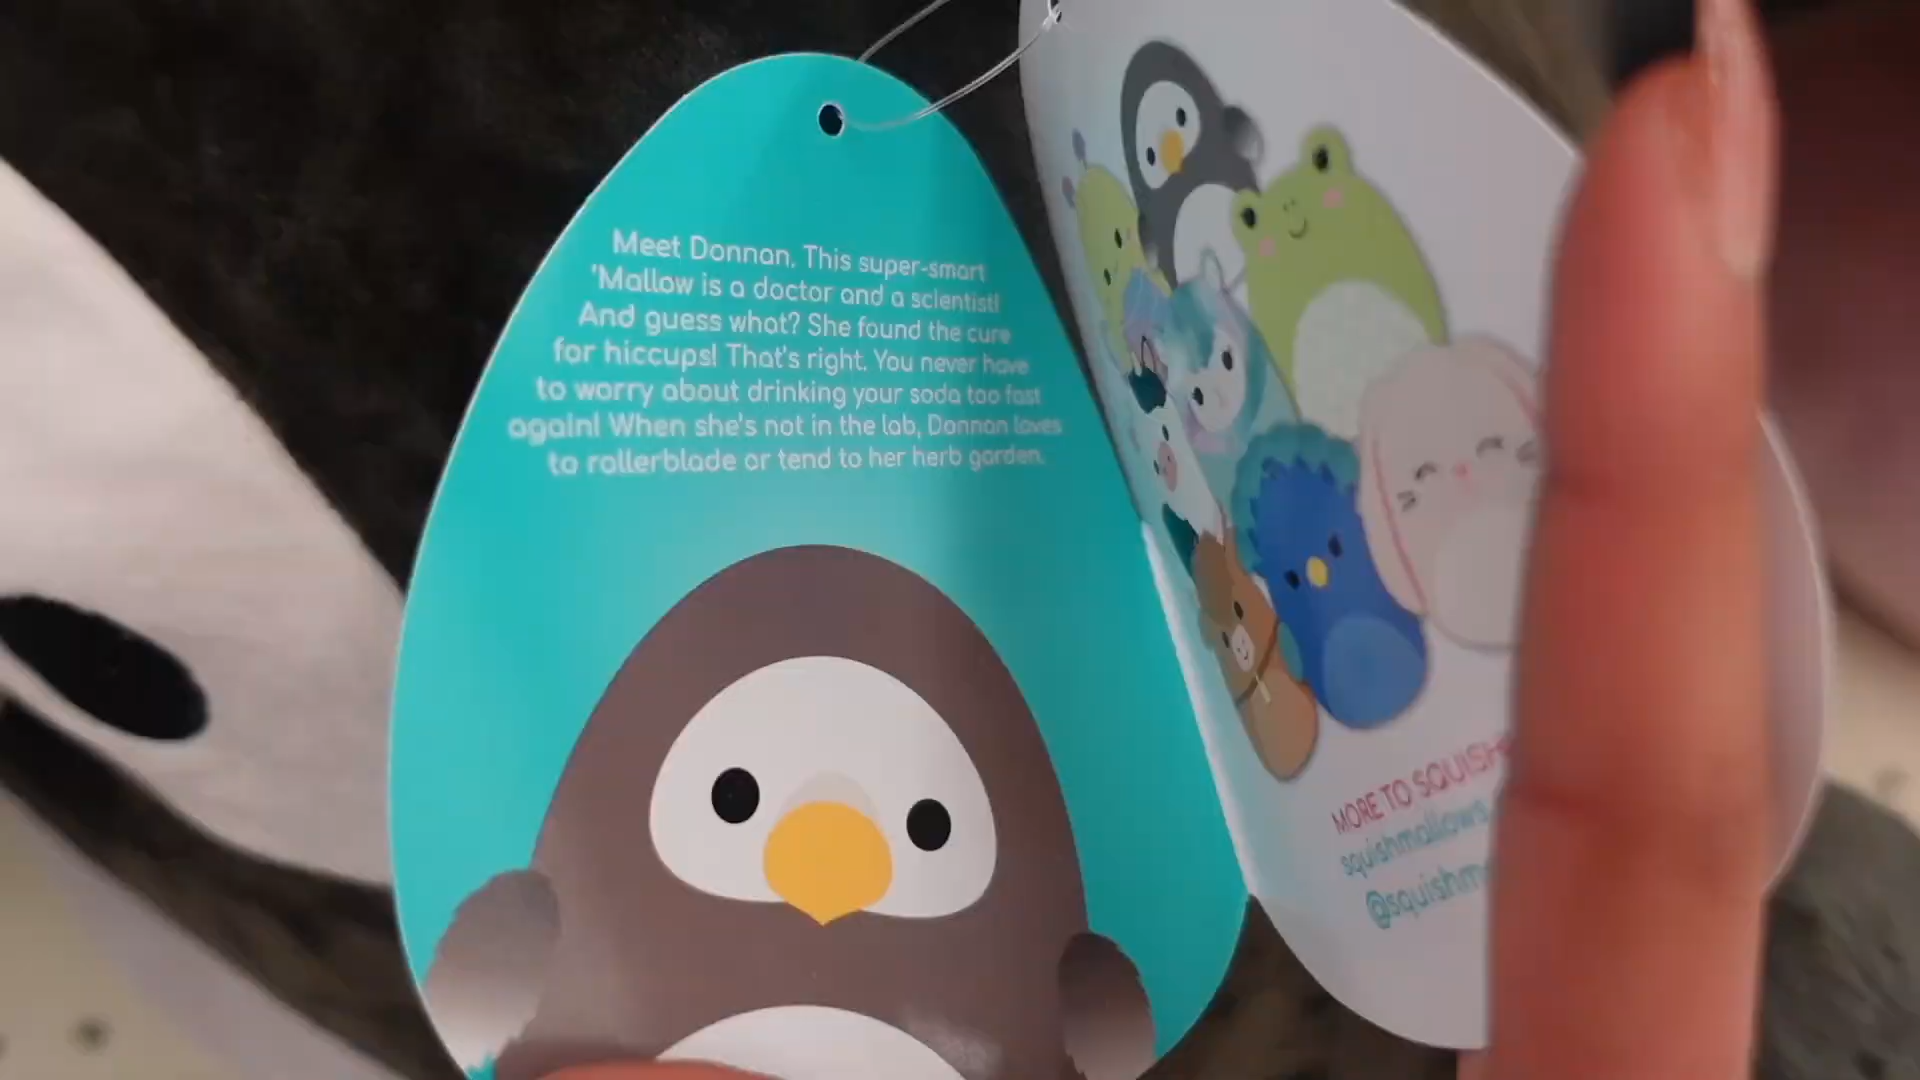 Meet Donnan. This super-smart
'Mallow is a doctor and a scientist!
And guess what? She found the cure
for hiccups! That's right. You never have
to worry about drinking your soda too fast
again! When she's not in the lab, Donnan loves
to rollerblade or tend to her herb garden.
MORE TO SQUISH
squishmallows
@squishm